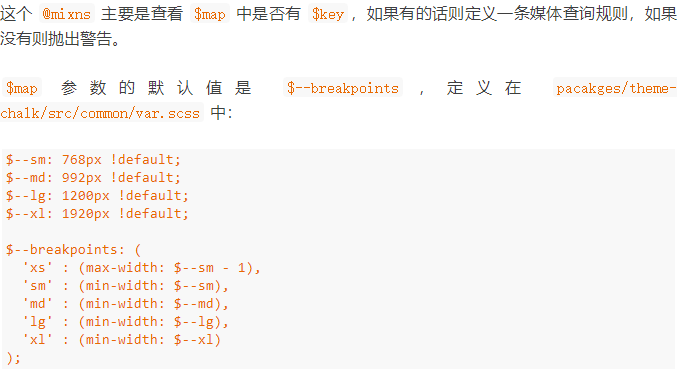 这个 @mixns 主要是查看 $map 中是否有 $key，如果有的话则定义一条媒体查询规则，如果
没有则抛出警告。
$map 参数的默认值是 $--breakpoints，定义在 pacakges/theme-
chalk/src/common/var.scss 中：
$--sm: 768px !default;
$--md: 992px !default;
$--lg: 1200px !default;
$--xl: 1920px !default;
$--breakpoints: (
  'xs' : (max-width: $--sm - 1),
  'sm' : (min-width: $--sm),
  'md' : (min-width: $--md),
  'lg' : (min-width: $--lg),
  'xl' : (min-width: $--xl)
);